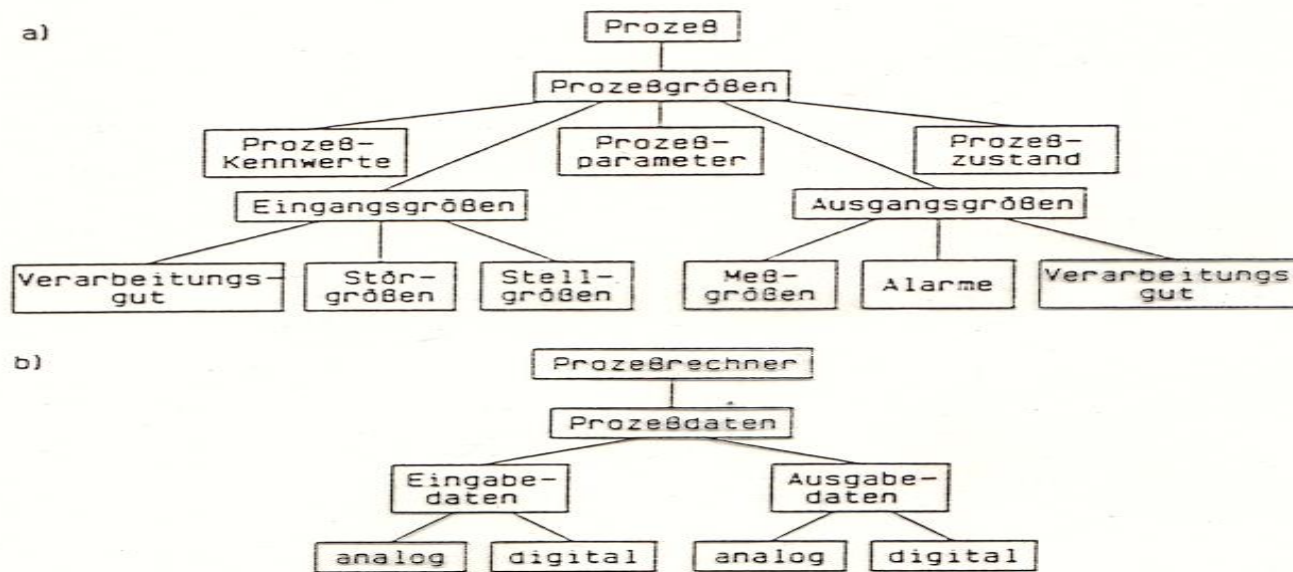 a)
Prozeß
Prozeßgrößen
Prozeß-
Kennwerte
Prozeß-
parameter
Prozeß-
zustand
Eingangsgrößen
Ausgangsgrößen
Verarbeitungs-
gut
Stör-
größen
Stell-
größen
Meß-
größen
Alarme
Verarbeitungs
gut
b)
Prozeßrechner
Prozeßdaten
Eingabe-
daten
Ausgabe-
daten
analog
digital
analog
digital